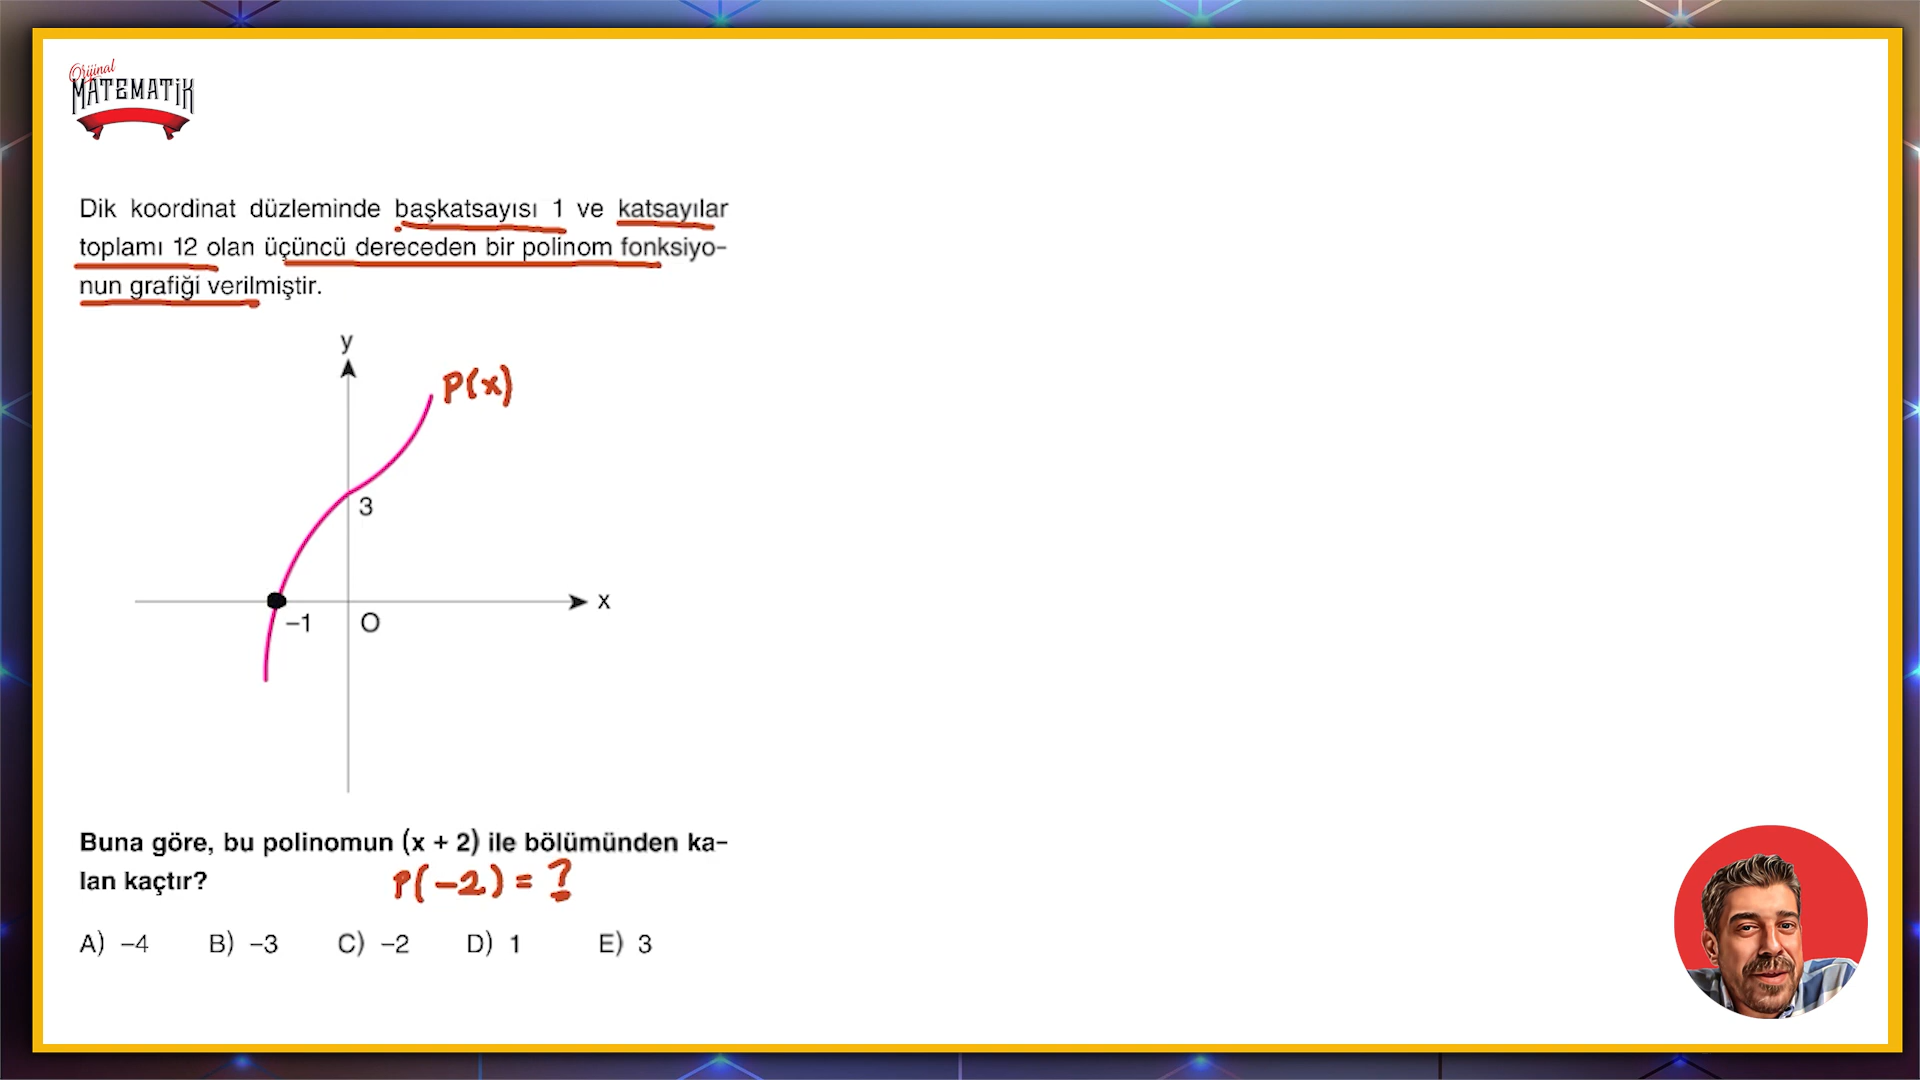 Orijinal
MATEMATİK
Dik koordinat düzleminde başkatsayısı 1 ve katsayılar
toplamı 12 olan üçüncü dereceden bir polinom fonksiyo-
nun grafiği verilmiştir.
y
P(x)
3
x
-1
O
Buna göre, bu polinomun (x + 2) ile bölümünden ka-
lan kaçtır?
P(-2) = ?
A) -4 B) -3 C) -2 D) 1 E) 3